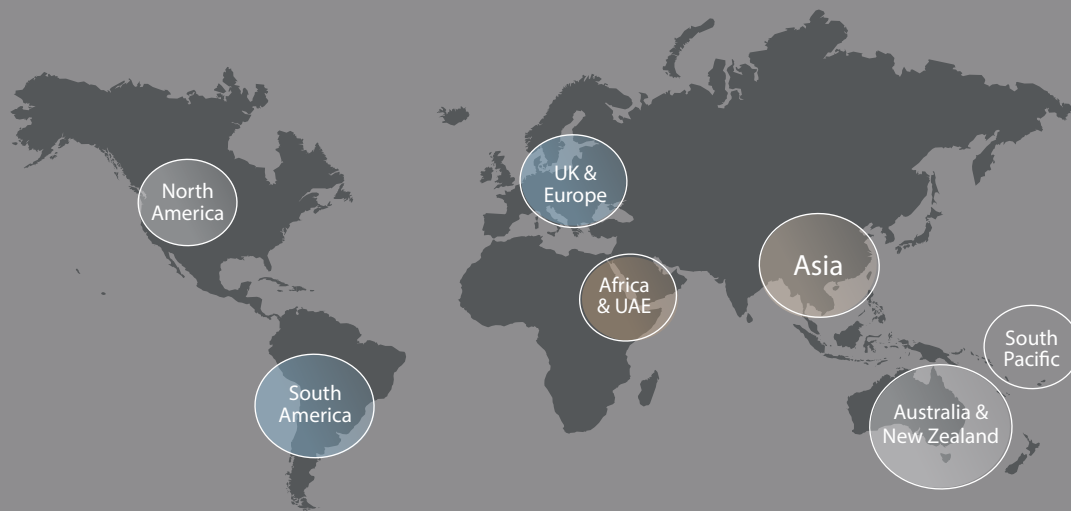 North
America
UK &
Europe
Africa
& UAE
Asia
South
Pacific
South
America
Australia &
New Zealand